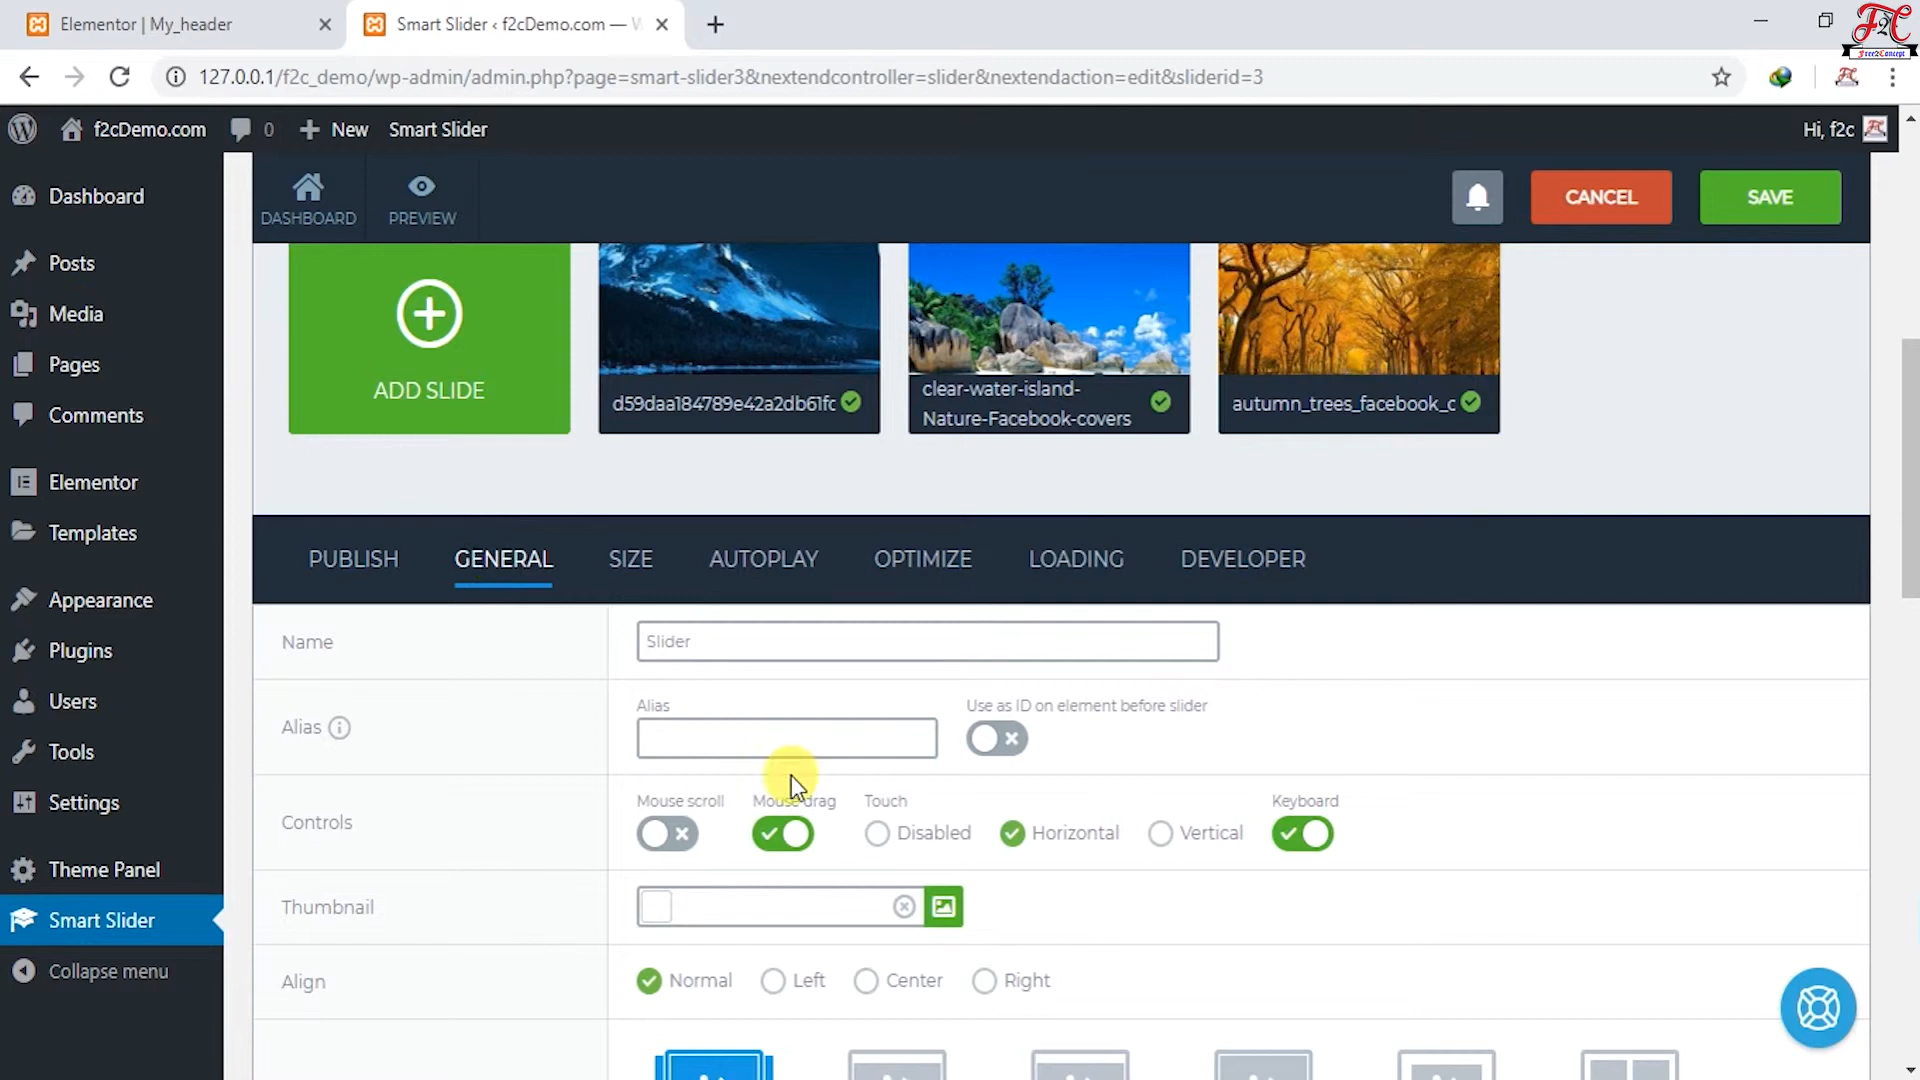 Elementor | My_header
Smart Slider ‹ f2cDemo.com —
F2C
Free2Concept
127.0.0.1/f2c_demo/wp-admin/admin.php?page=smart-slider3&nextendcontroller=slider&nextendaction=edit&sliderid=3
f2cDemo.com 0 New Smart Slider Hi, f2c
Dashboard
Posts
Media
Pages
Comments
Elementor
Templates
Appearance
Plugins
Users
Tools
Settings
Theme Panel
Smart Slider
Collapse menu
DASHBOARD PREVIEW CANCEL SAVE
ADD SLIDE
d59daa184789e42a2db61fc
clear-water-island-
Nature-Facebook-covers
autumn_trees_facebook_c
PUBLISH GENERAL SIZE AUTOPLAY OPTIMIZE LOADING DEVELOPER
Name Slider
Alias
Alias Use as ID on element before slider
Controls
Mouse scroll Mouse drag Touch Keyboard
Disabled Horizontal Vertical
Thumbnail
Align Normal Left Center Right